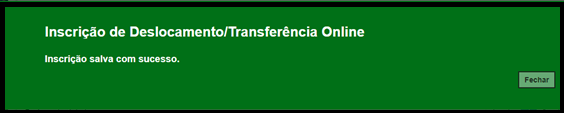 Inscrição de Deslocamento/Transferência Online
Inscrição salva com sucesso.
Fechar